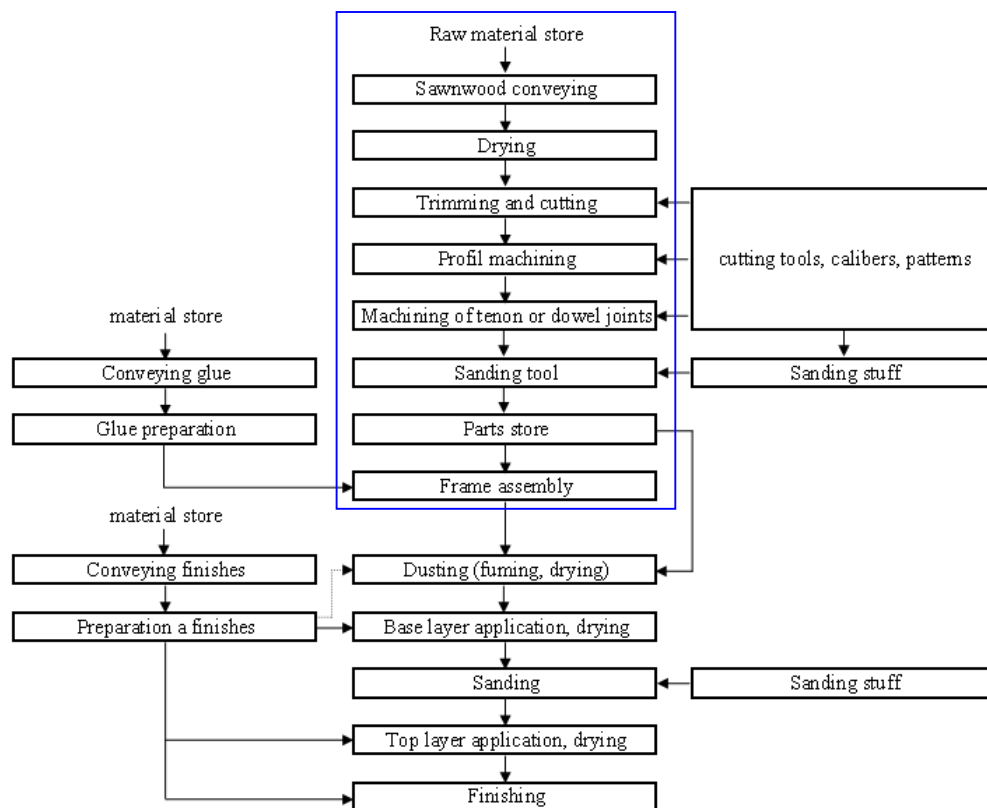 Raw material store
Sawnwood conveying
Drying
Trimming and cutting
Profil machining
cutting tools, calibers, patterns
material store
Machining of tenon or dowel joints
Conveying glue
Sanding tool
Sanding stuff
Glue preparation
Parts store
Frame assembly
material store
Conveying finishes
Dusting (fuming, drying)
Preparation a finishes
Base layer application, drying
Sanding
Sanding stuff
Top layer application, drying
Finishing